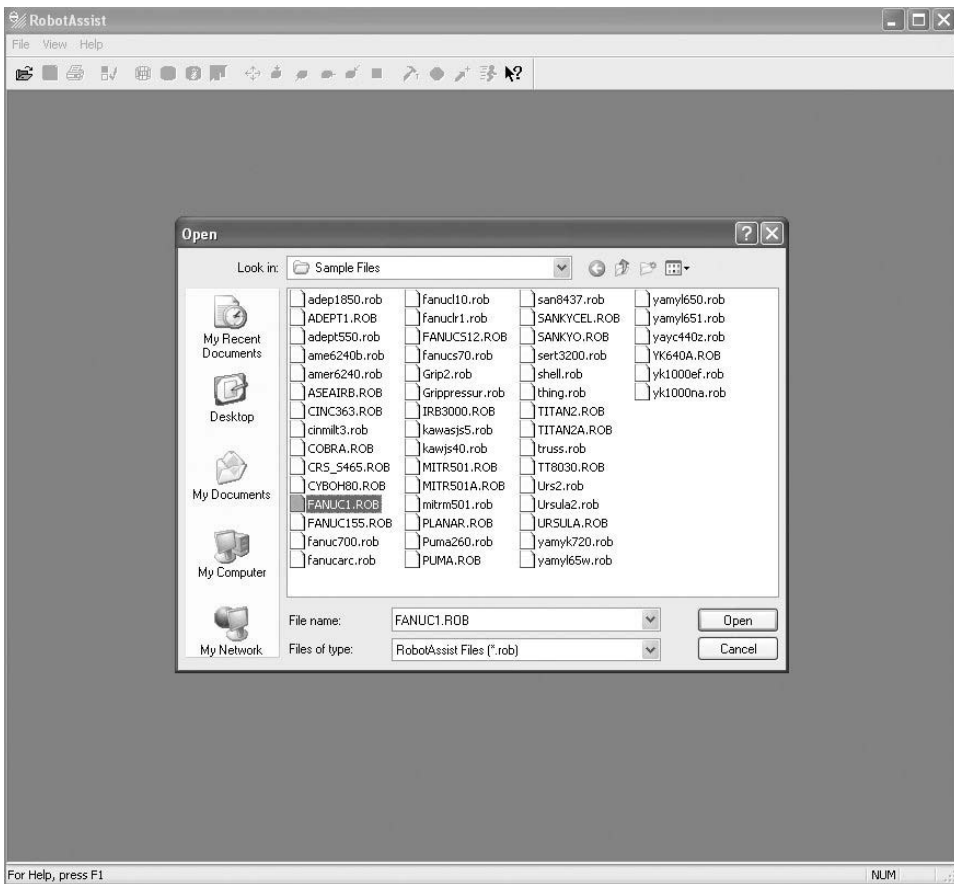 RobotAssist
File View Help
Open
Look in: Sample Files
My Recent Documents
Desktop
My Documents
My Computer
My Network
adep1850.rob
ADEPT1.ROB
adept550.rob
ame6240b.rob
amer6240.rob
ASEAIRB.ROB
CINC363.ROB
cinmilt3.rob
COBRA.ROB
CRS_S465.ROB
CYBOH80.ROB
FANUC1.ROB
FANUC155.ROB
fanuc700.rob
fanucarc.rob
fanucl10.rob
fanuclr1.rob
FANUCS12.ROB
fanucs70.rob
Grip2.rob
Grippressur.rob
IRB3000.ROB
kawasjs5.rob
kawjs40.rob
MITR501.ROB
MITR501A.ROB
mitrm501.rob
PLANAR.ROB
Puma260.rob
PUMA.ROB
san8437.rob
SANKYCEL.ROB
SANKYO.ROB
sert3200.rob
shell.rob
thing.rob
TITAN2.ROB
TITAN2A.ROB
truss.rob
TT8030.ROB
Urs2.rob
Ursula2.rob
URSULA.ROB
yamyk720.rob
yamyl65w.rob
yamyl650.rob
yamyl651.rob
yayc440z.rob
YK640A.ROB
yk1000ef.rob
yk1000na.rob
File name: FANUC1.ROB Open
Files of type: RobotAssist Files (*.rob) Cancel
For Help, press F1 NUM